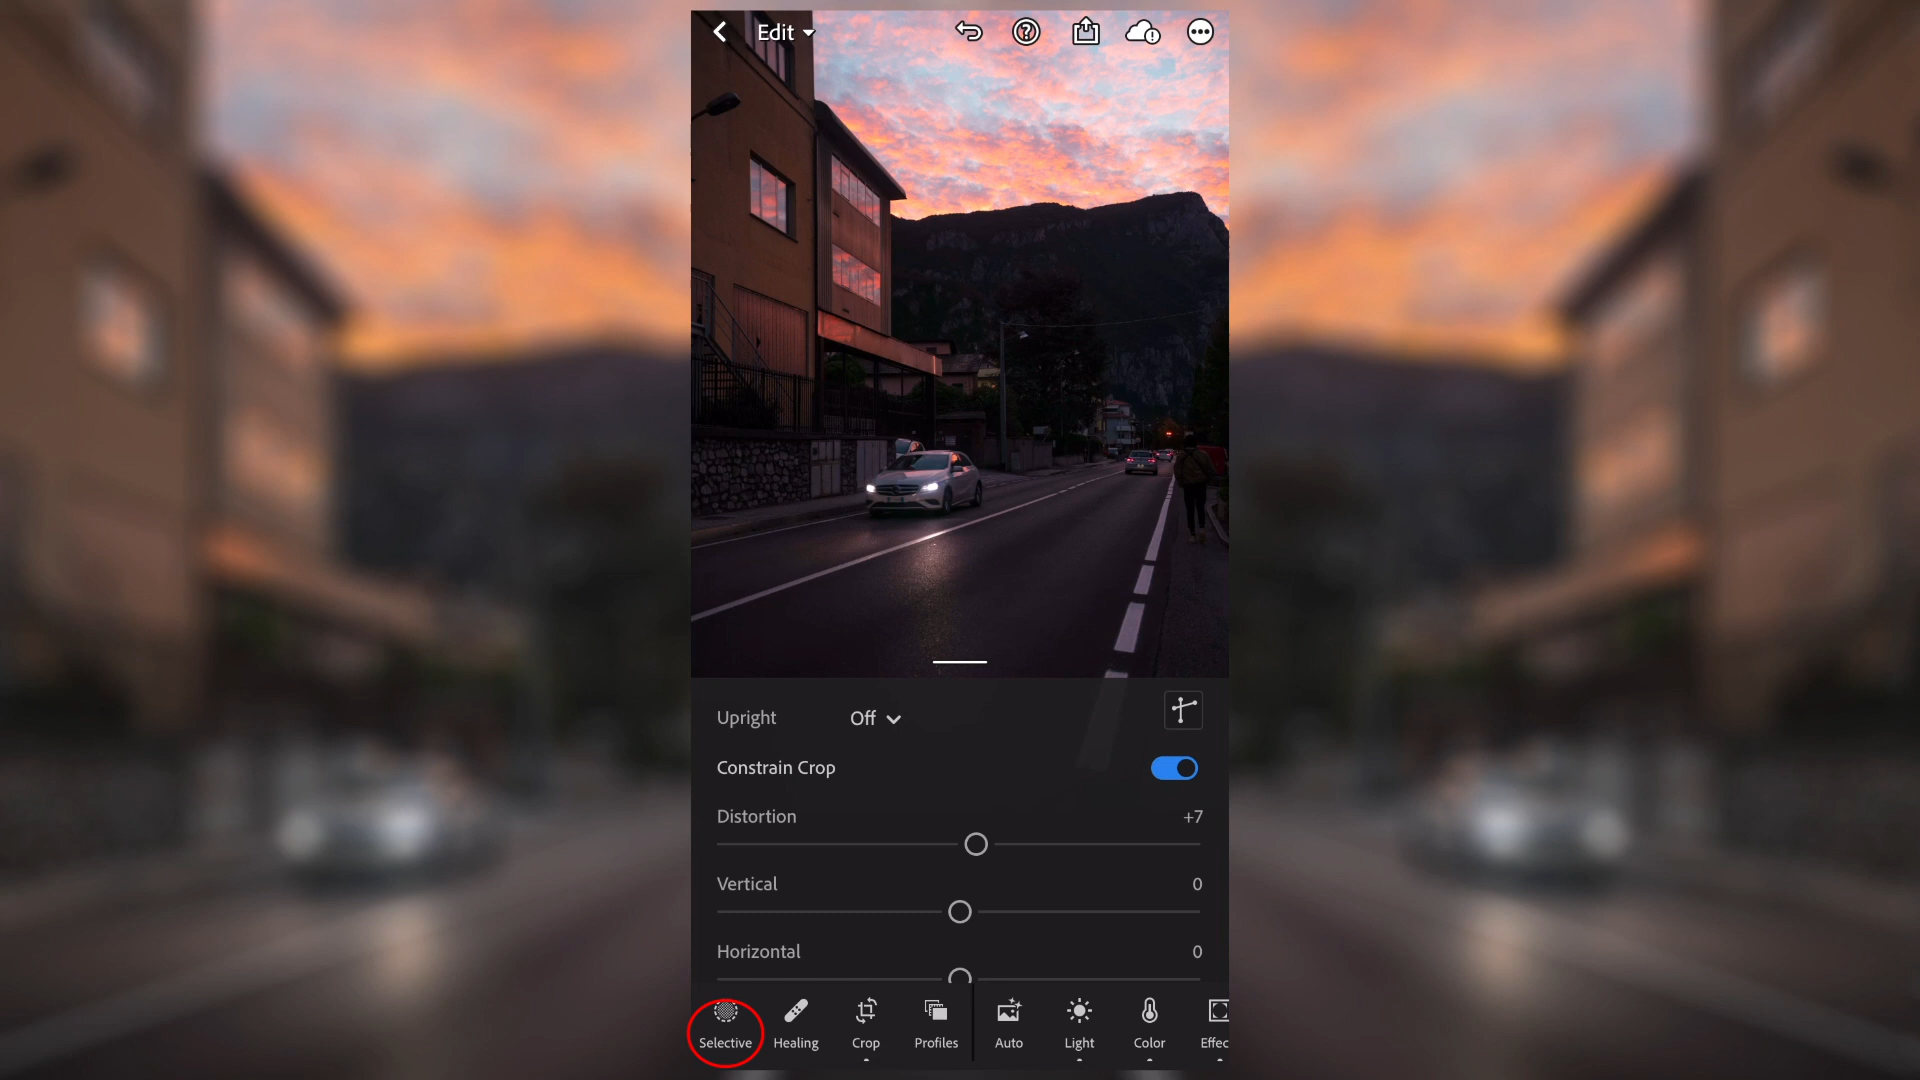 Edit
Upright Off
Constrain Crop
Distortion +7
Vertical 0
Horizontal 0
Selective Healing Crop Profiles Auto Light Color Effec